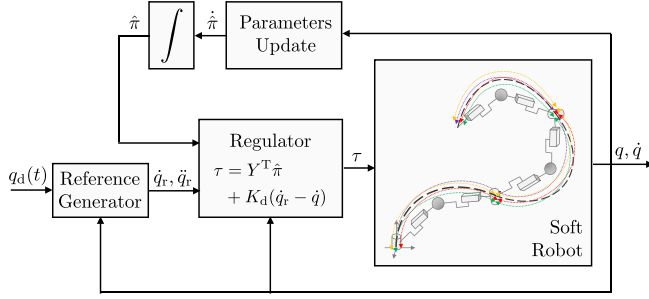 π̂
∫
π̂̇
Parameters
Update
q_d(t)
Reference
Generator
q̇_r, q̈_r
Regulator
τ = Y^T π̂
+ K_d(q̇_r − q̇)
τ
Soft
Robot
q, q̇